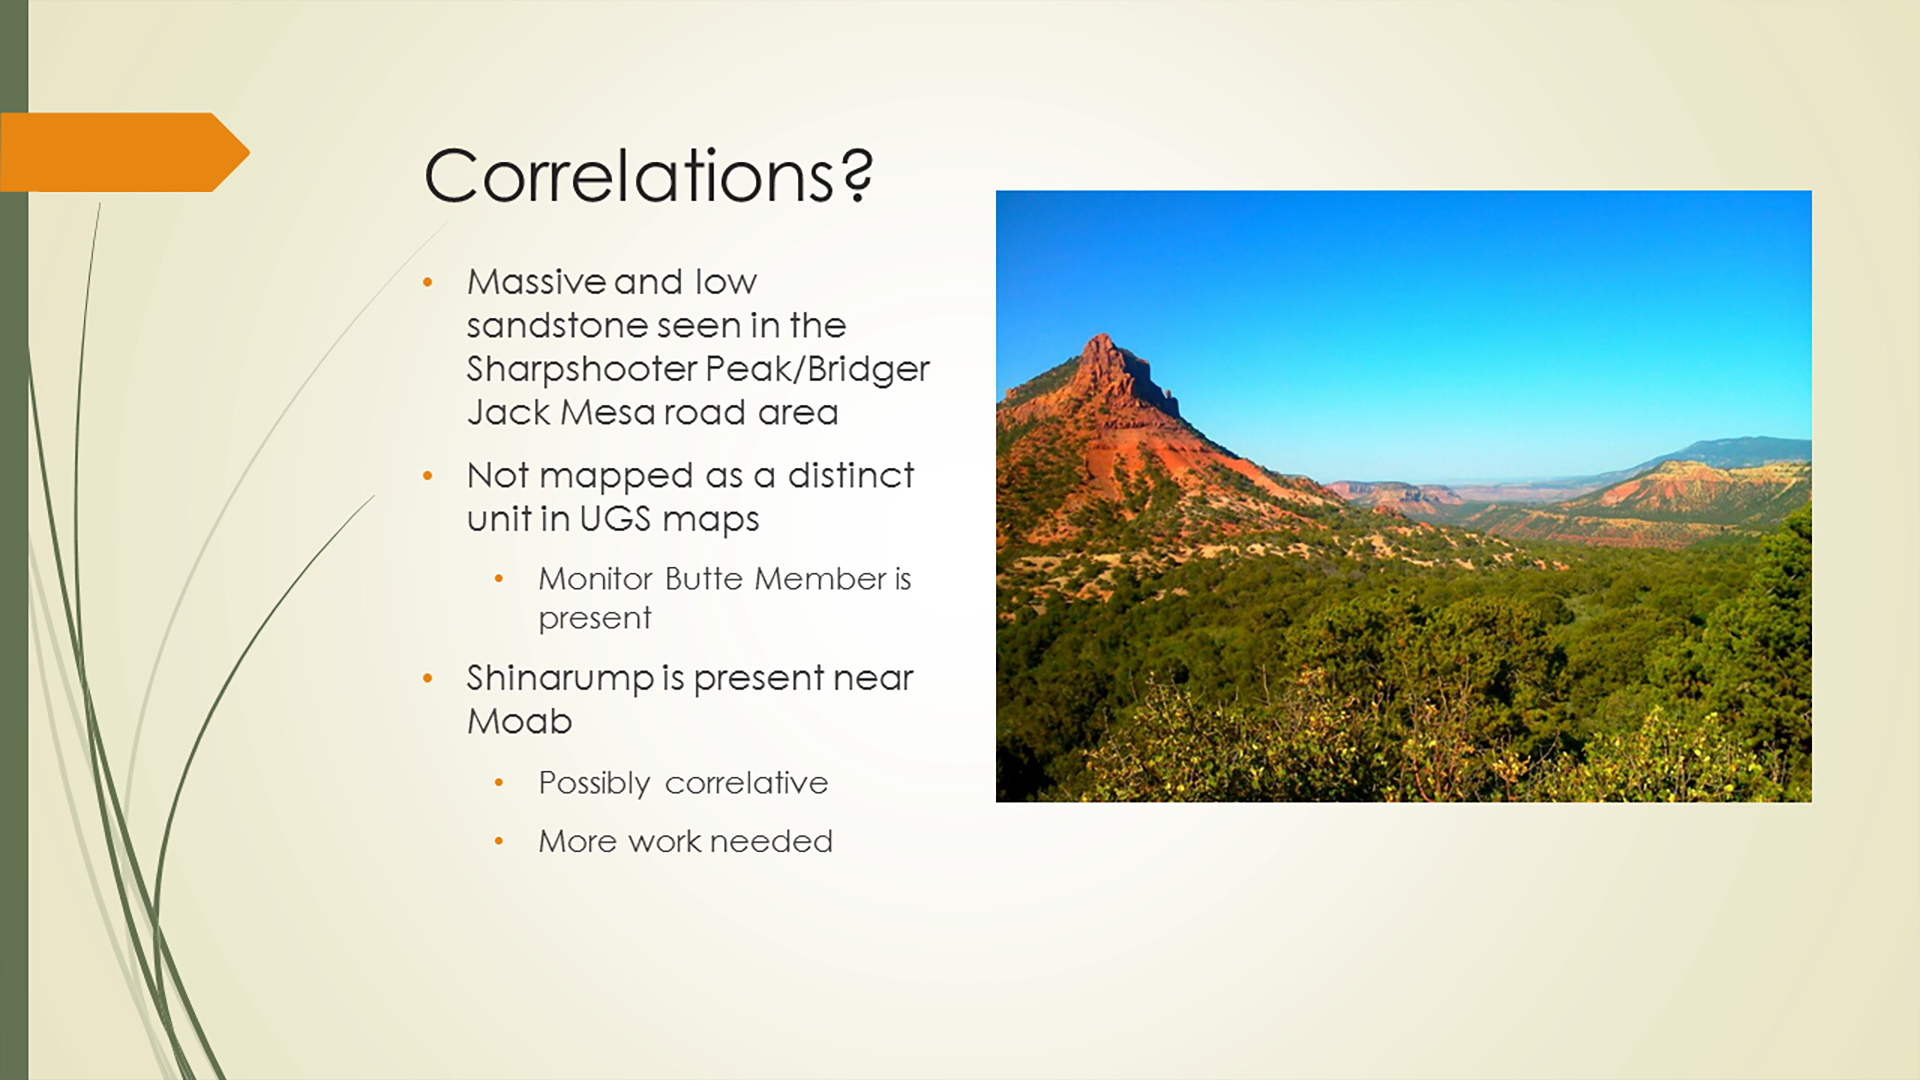 Correlations?
• Massive and low
sandstone seen in the
Sharpshooter Peak/Bridger
Jack Mesa road area
• Not mapped as a distinct
unit in UGS maps
• Monitor Butte Member is
present
• Shinarump is present near
Moab
• Possibly correlative
• More work needed